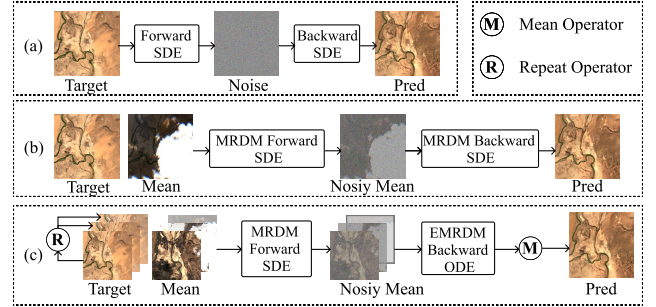 (a)
Forward SDE
Backward SDE
Target
Noise
Pred
M Mean Operator
R Repeat Operator
(b)
MRDM Forward SDE
MRDM Backward SDE
Target
Mean
Nosiy Mean
Pred
(c)
R
MRDM Forward SDE
EMRDM Backward ODE
M
Target
Mean
Nosiy Mean
Pred